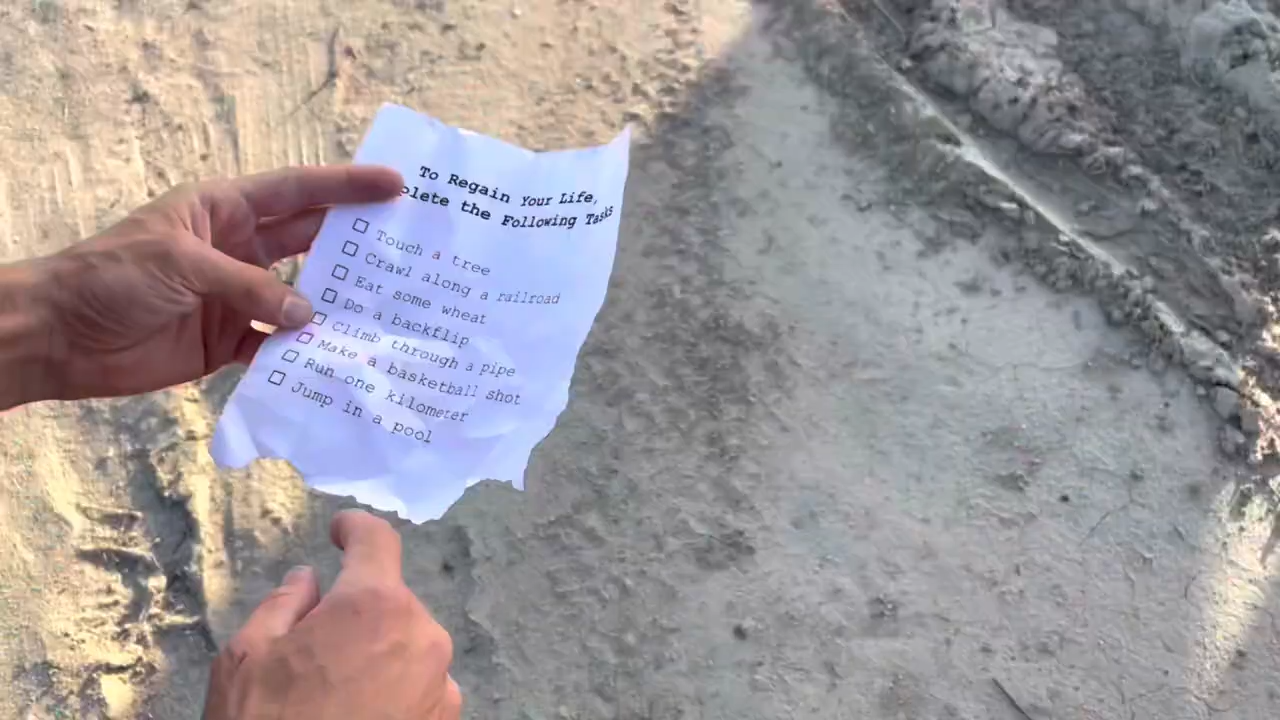 To Regain Your Life,
plete the Following Tasks
☐ Touch a tree
☐ Crawl along a railroad
☐ Eat some wheat
☐ Do a backflip
☐ Climb through a pipe
☐ Make a basketball shot
☐ Run one kilometer
☐ Jump in a pool